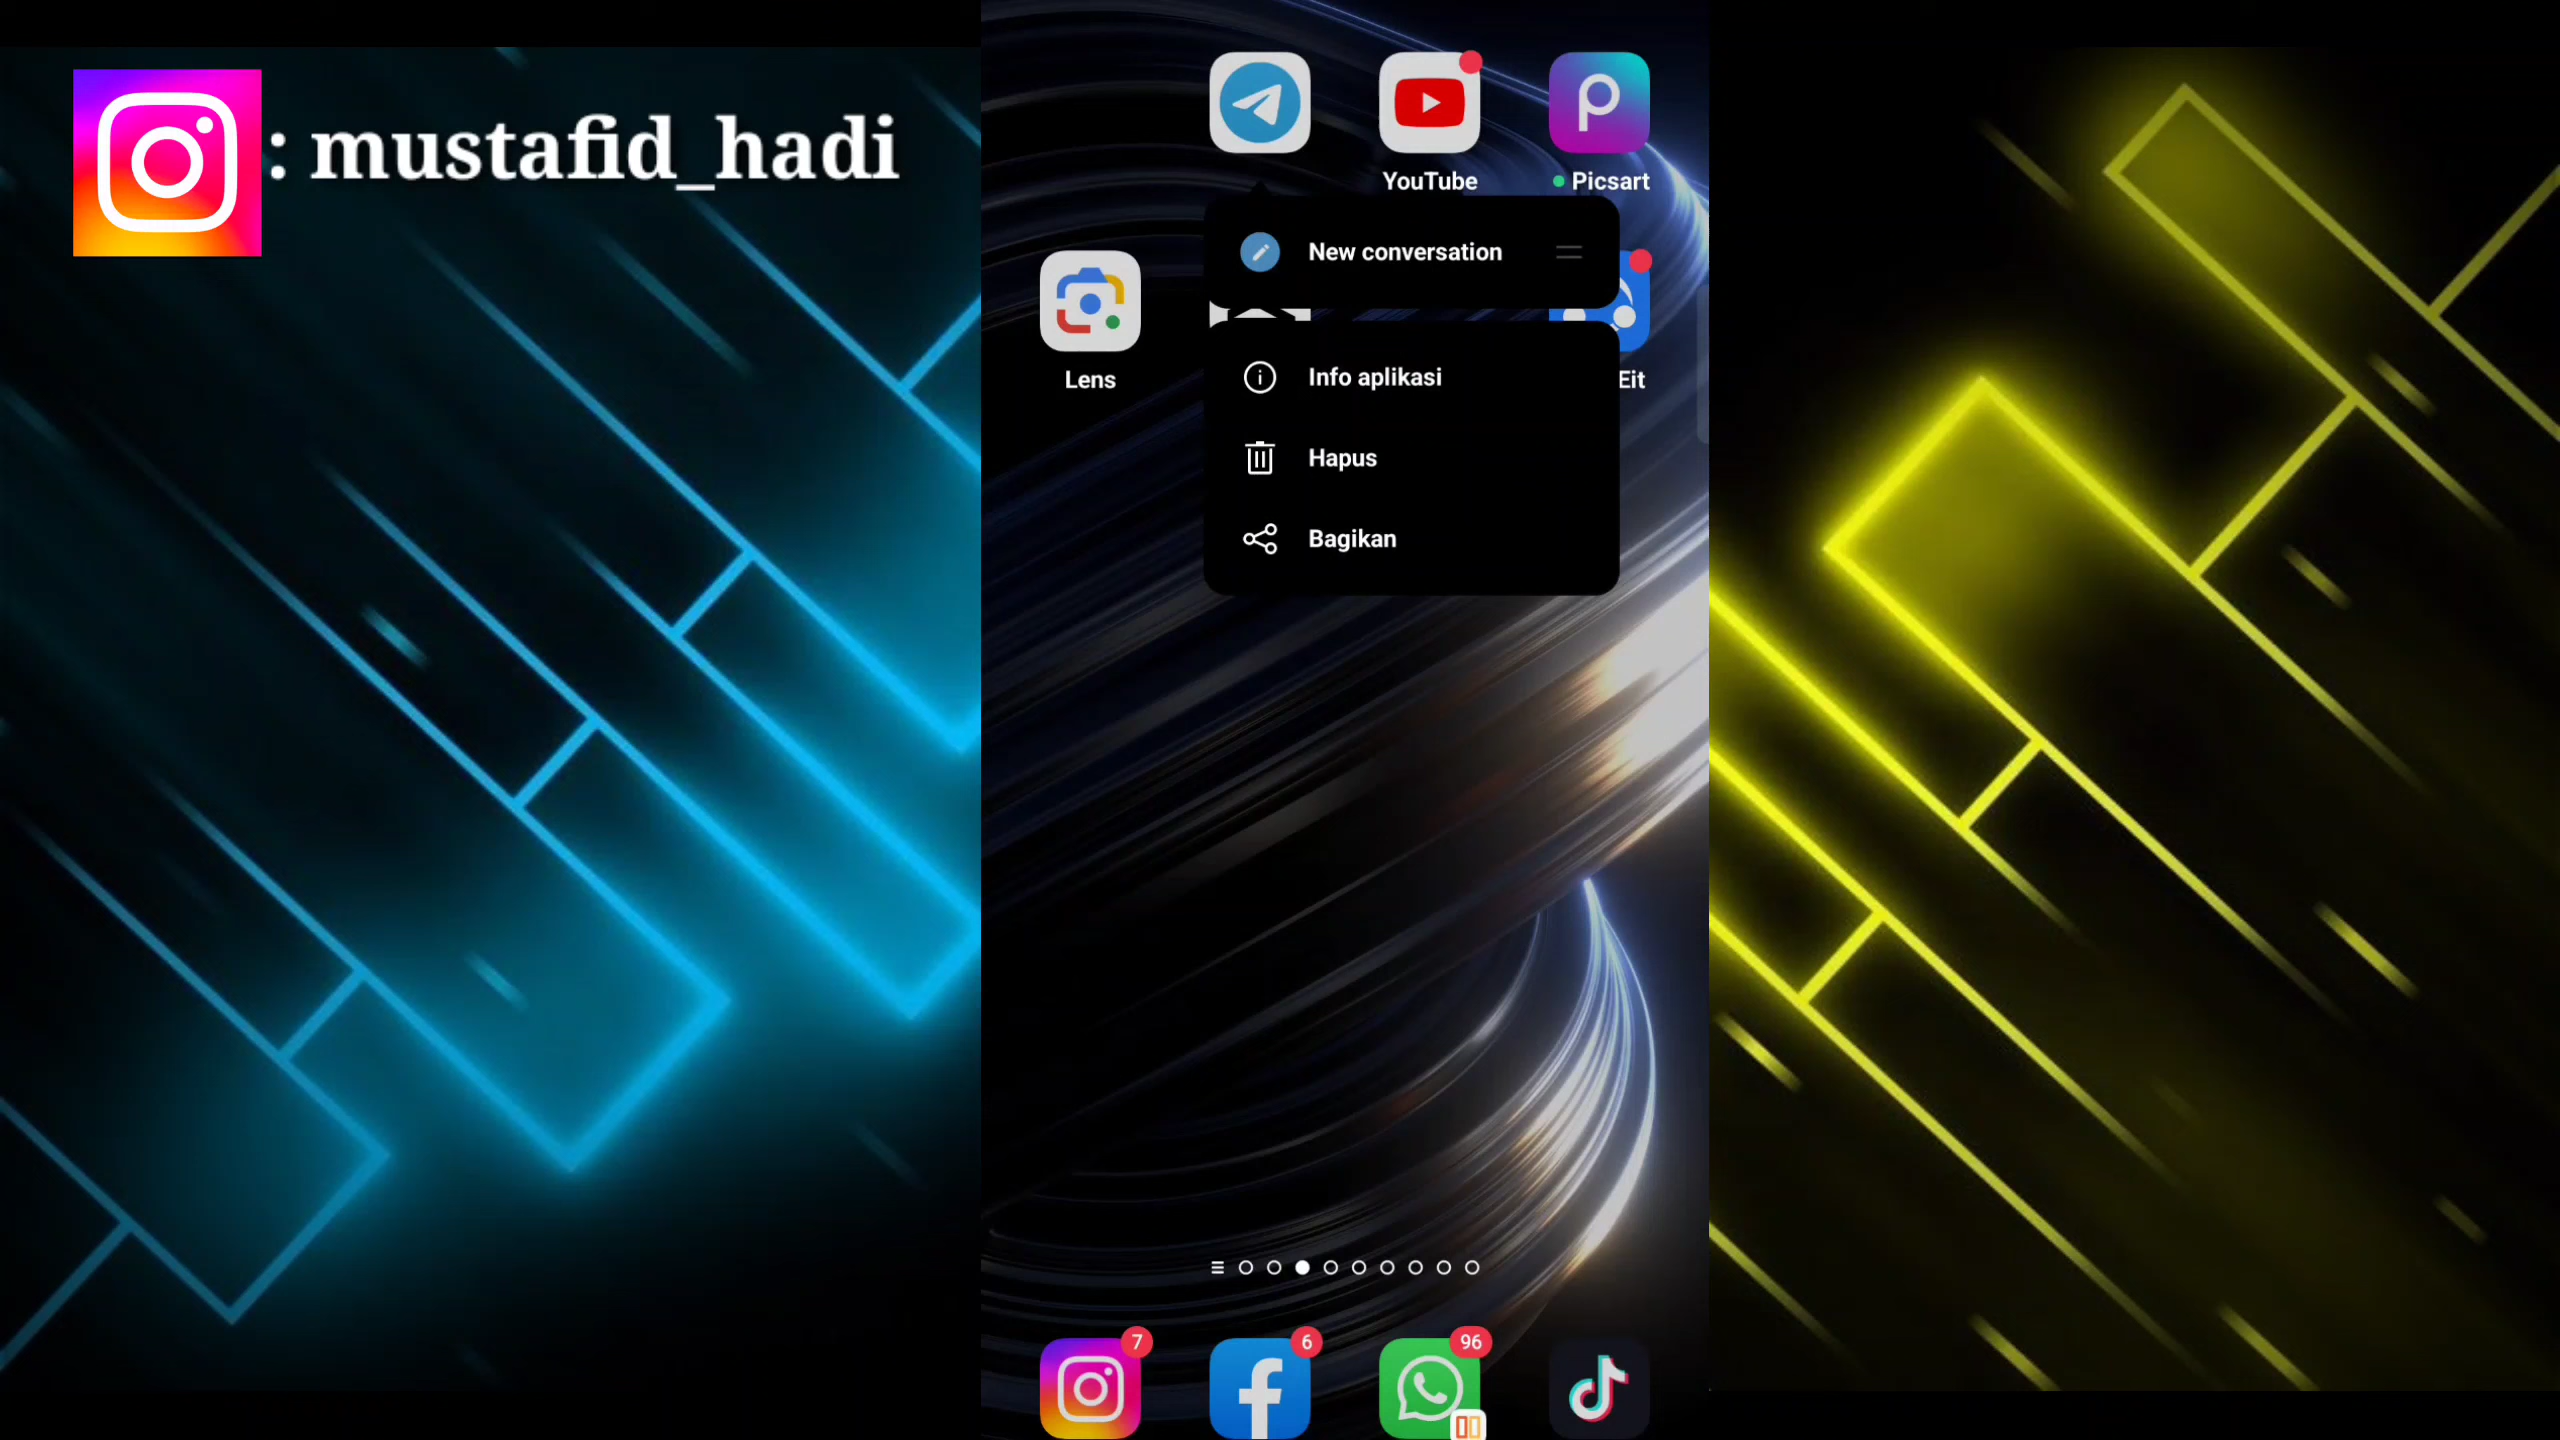 : mustafid_hadi
YouTube
Picsart
New conversation
Lens
Eit
Info aplikasi
Hapus
Bagikan
7
6
96